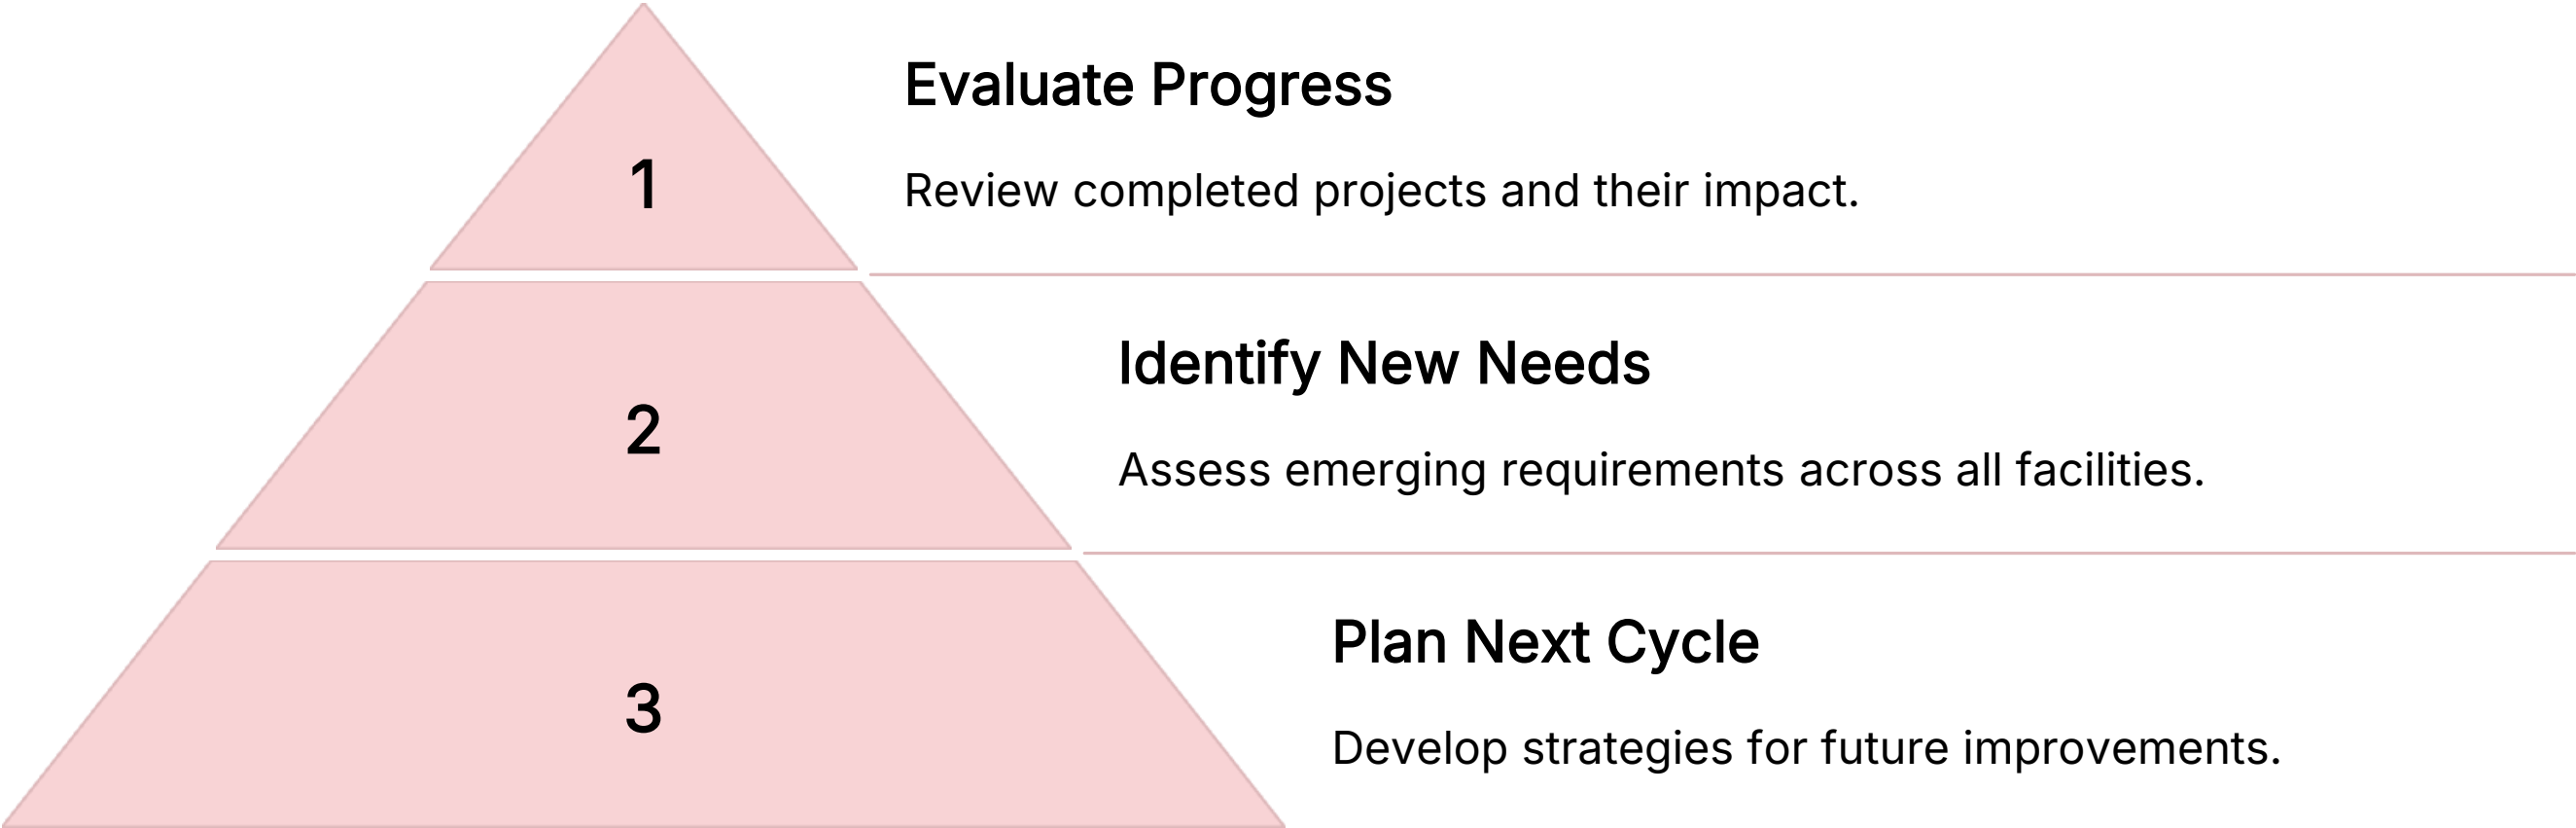 1
Evaluate Progress
Review completed projects and their impact.
2
Identify New Needs
Assess emerging requirements across all facilities.
3
Plan Next Cycle
Develop strategies for future improvements.